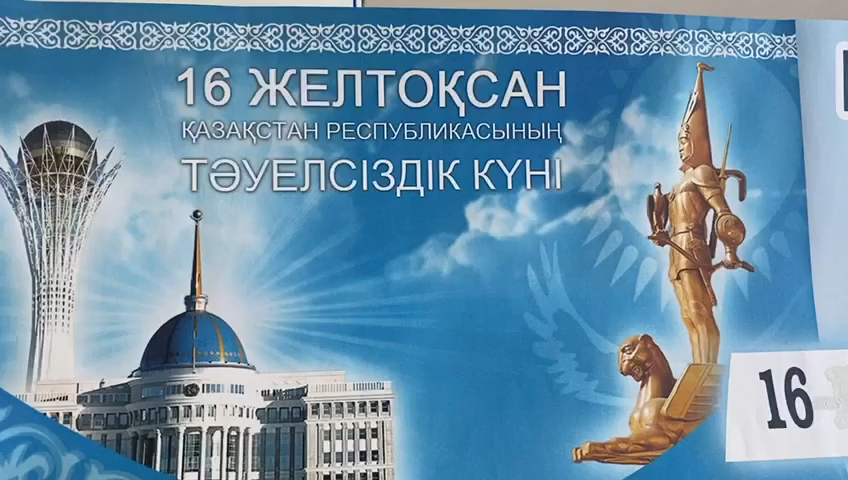 16 ЖЕЛТОҚСАН
ҚАЗАҚСТАН РЕСПУБЛИКАСЫНЫҢ
ТӘУЕЛСІЗДІК КҮНІ
16